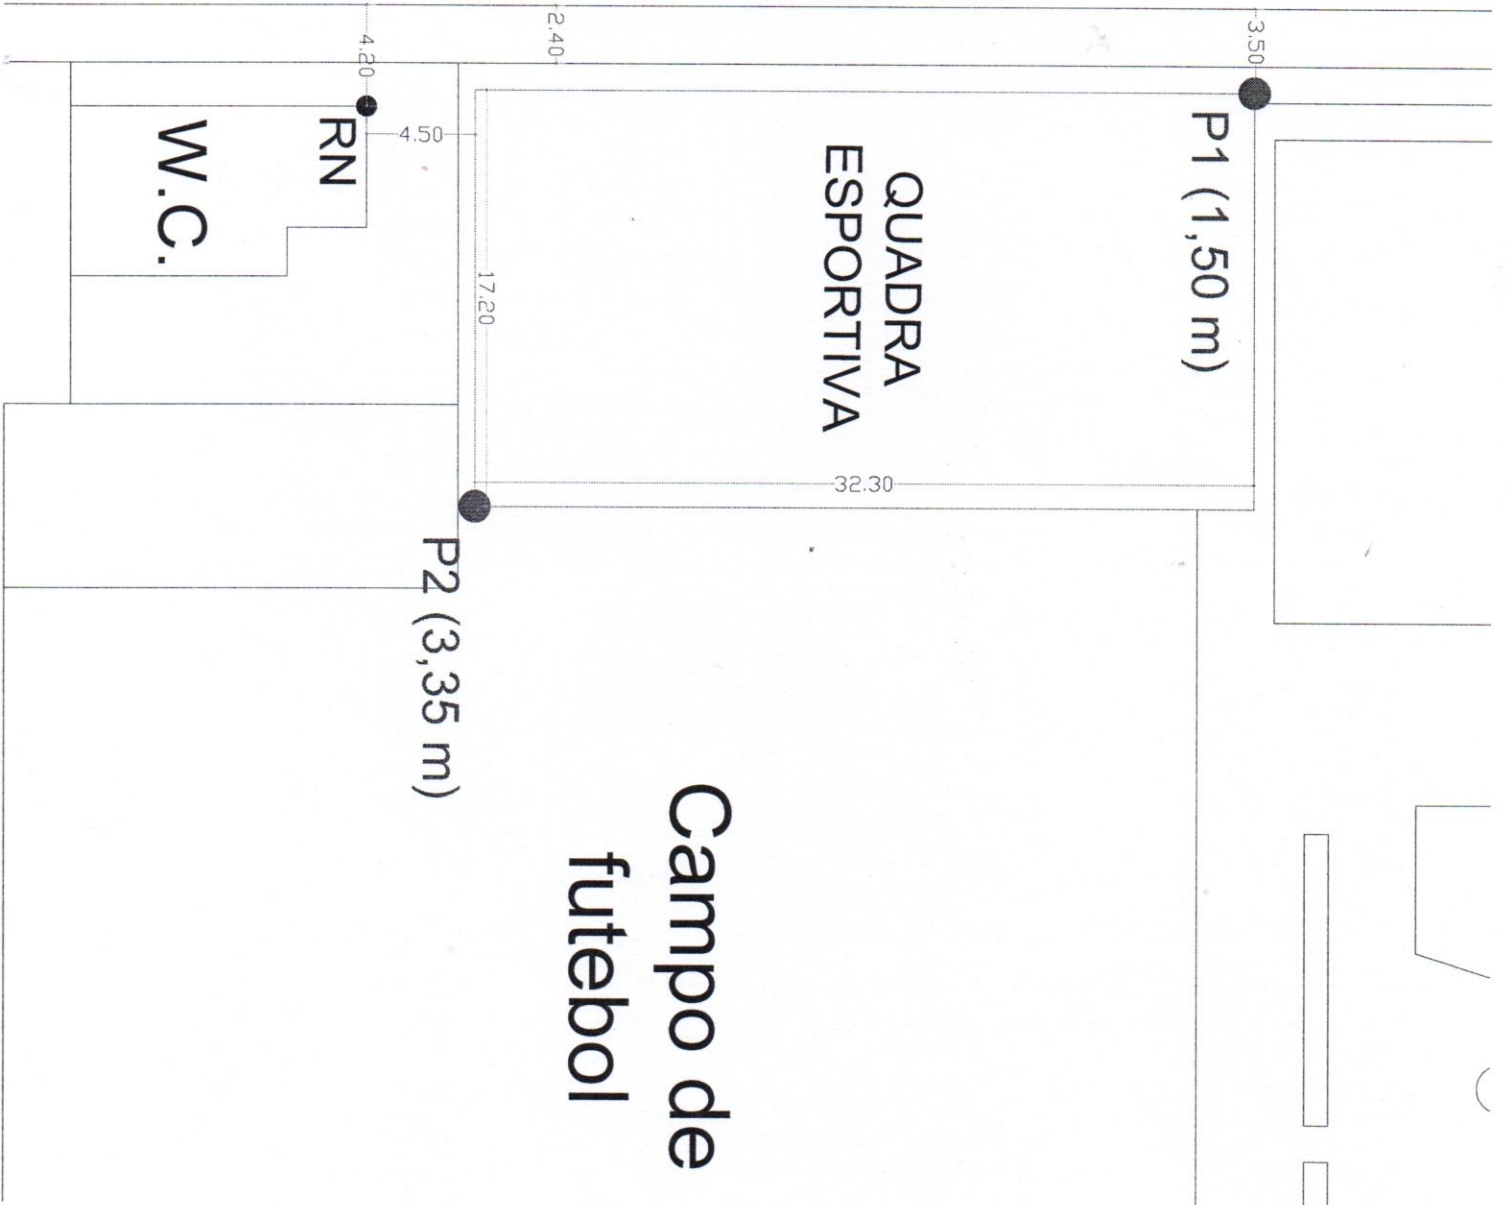 3.50
P1 (1,50 m)
QUADRA
ESPORTIVA
32.30
2.40
17.20
4.50
4.20
RN
W.C.
P2 (3,35 m)
Campo de
futebol